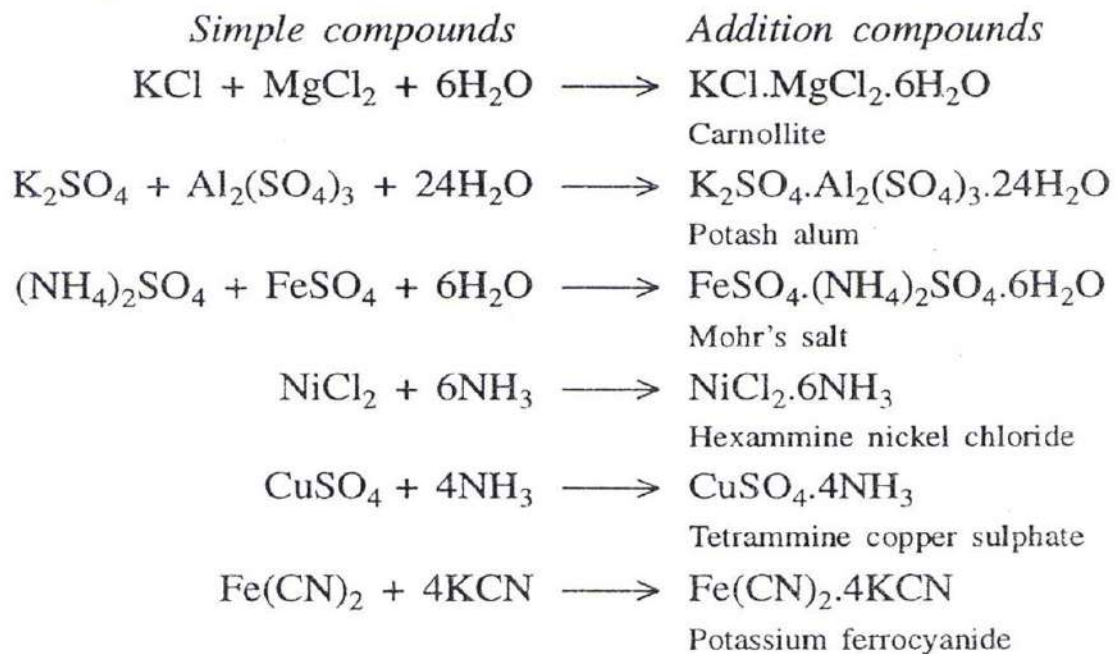 Simple compounds Addition compounds
KCl + MgCl₂ + 6H₂O ⟶ KCl.MgCl₂.6H₂O
Carnollite
K₂SO₄ + Al₂(SO₄)₃ + 24H₂O ⟶ K₂SO₄.Al₂(SO₄)₃.24H₂O
Potash alum
(NH₄)₂SO₄ + FeSO₄ + 6H₂O ⟶ FeSO₄.(NH₄)₂SO₄.6H₂O
Mohr's salt
NiCl₂ + 6NH₃ ⟶ NiCl₂.6NH₃
Hexammine nickel chloride
CuSO₄ + 4NH₃ ⟶ CuSO₄.4NH₃
Tetrammine copper sulphate
Fe(CN)₂ + 4KCN ⟶ Fe(CN)₂.4KCN
Potassium ferrocyanide